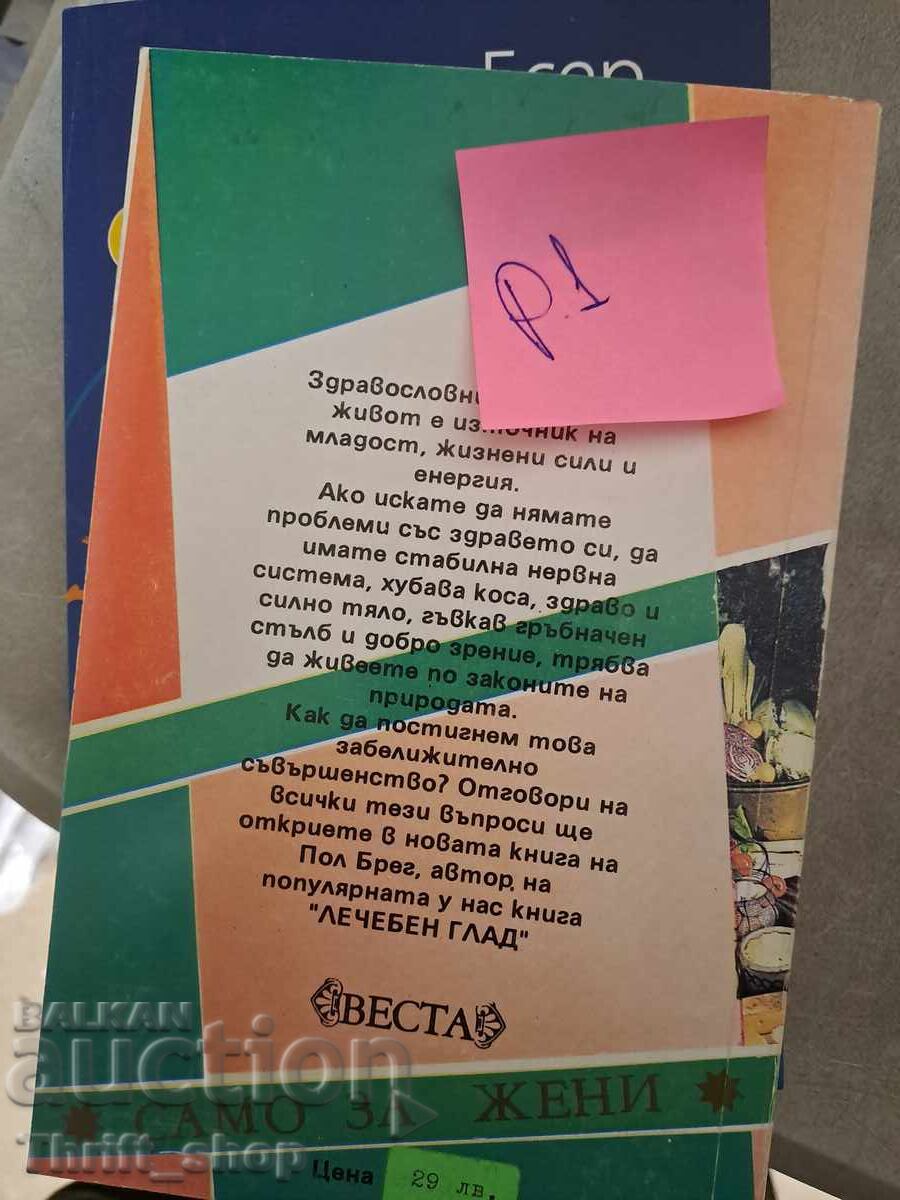 Есер
P.1
Здравословни
живот е източник на
младост, жизнени сили и
енергия.
Ако искате да нямате
проблеми със здравето си, да
имате стабилна нервна
система, хубава коса, здраво и
силно тяло, гъвкав гръбначен
стълб и добро зрение, трябва
да живеете по законите на
природата.
Как да постигнем това
забележително
съвършенство? Отговори на
всички тези въпроси ще
откриете в новата книга на
Пол Брег, автор на
популярната у нас книга
"ЛЕЧЕБЕН ГЛАД"
ВЕСТА
BALKAN
auction
САМО ЗА ЖЕНИ
thrift_shop
Цена 29 лв.